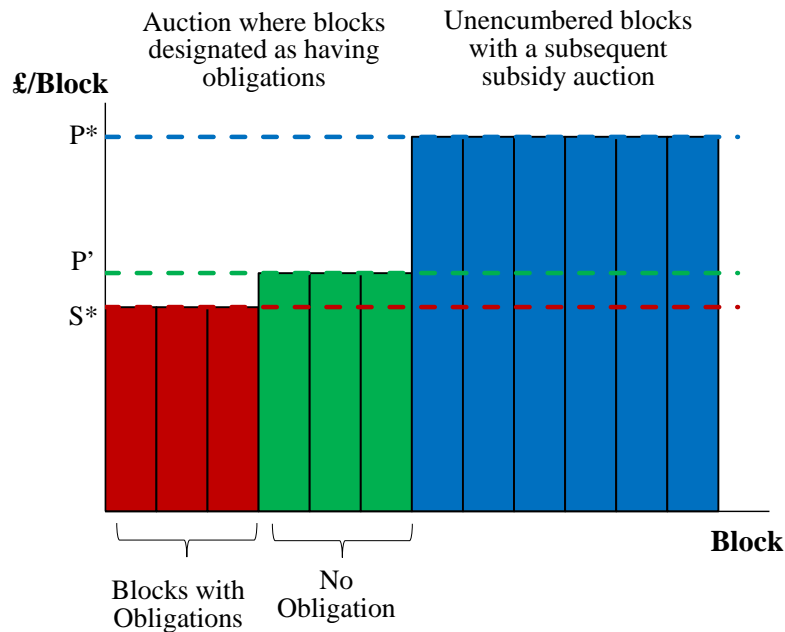 Auction where blocks
designated as having
obligations
Unencumbered blocks
with a subsequent
subsidy auction
£/Block
P*
P’
S*
Block
Blocks with
Obligations
No
Obligation